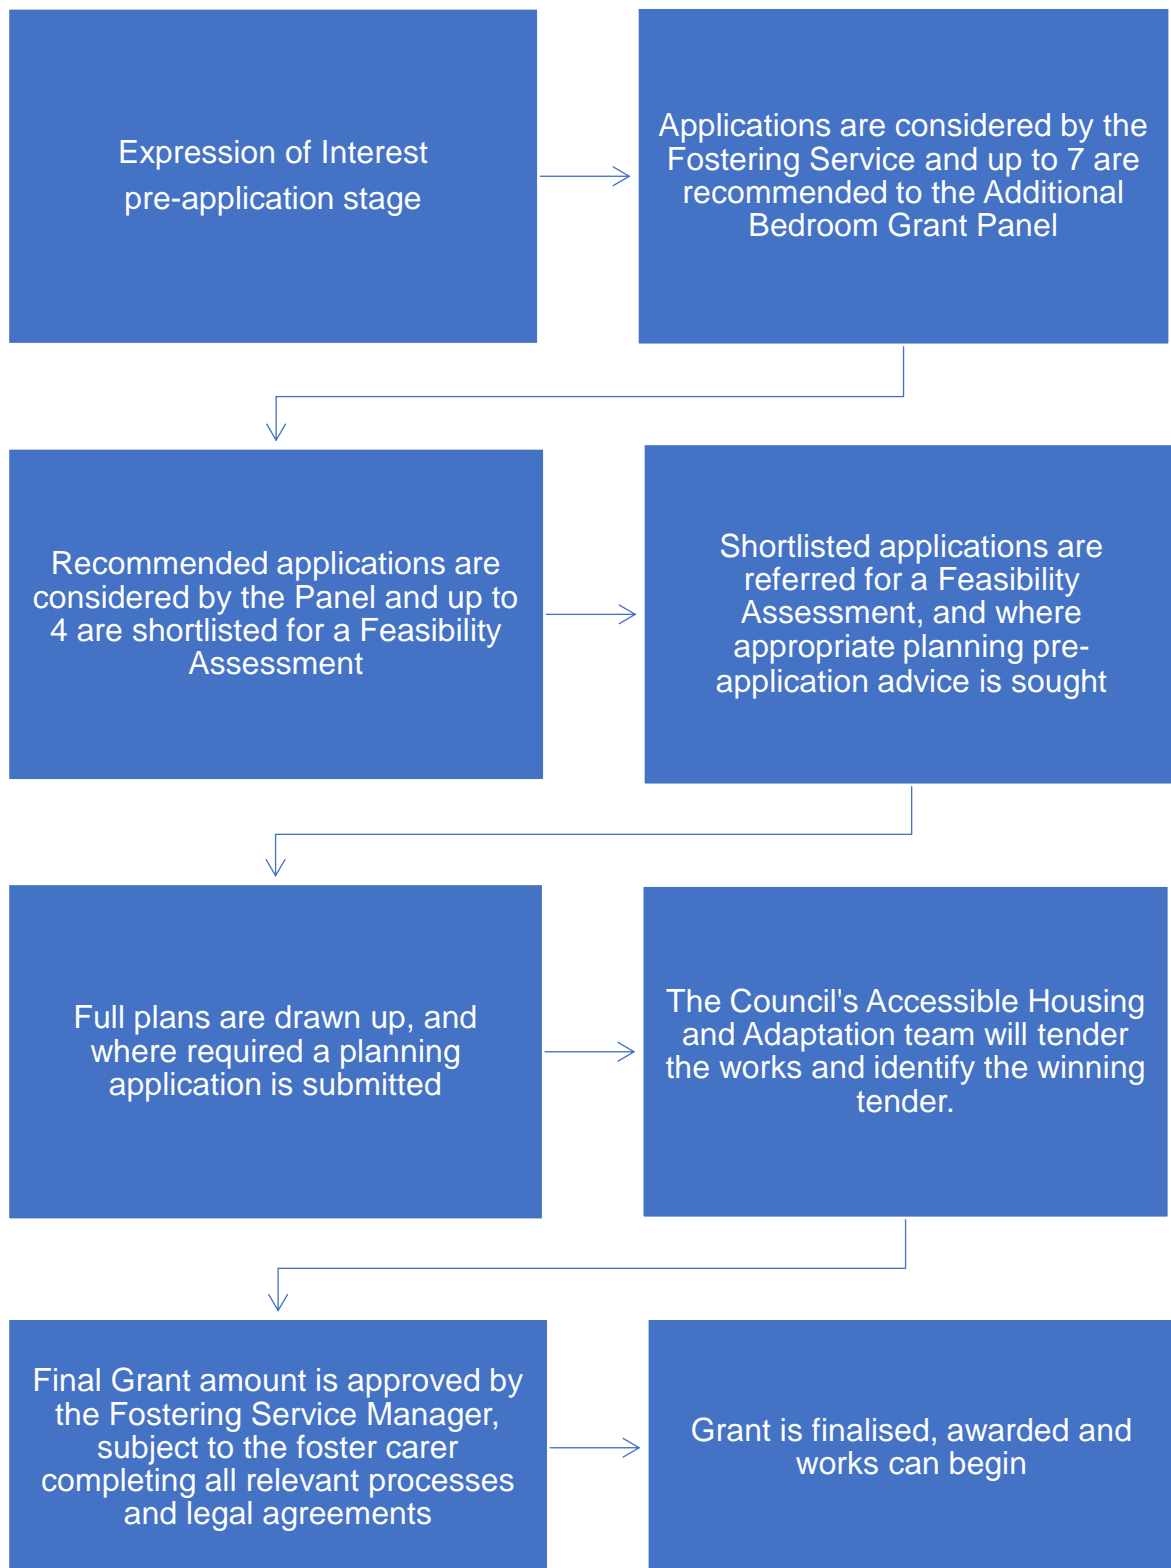 Expression of Interest
pre-application stage
Applications are considered by the
Fostering Service and up to 7 are
recommended to the Additional
Bedroom Grant Panel
Recommended applications are
considered by the Panel and up to
4 are shortlisted for a Feasibility
Assessment
Shortlisted applications are
referred for a Feasibility
Assessment, and where
appropriate planning pre-
application advice is sought
Full plans are drawn up, and
where required a planning
application is submitted
The Council's Accessible Housing
and Adaptation team will tender
the works and identify the winning
tender.
Final Grant amount is approved by
the Fostering Service Manager,
subject to the foster carer
completing all relevant processes
and legal agreements
Grant is finalised, awarded and
works can begin